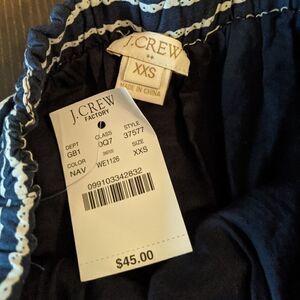 J.CREW
XXS
MADE IN CHINA
J.CREW
FACTORY
DEPT CLASS STYLE
GB1 0Q7 37577
COLOR SIZE
NAV WE1126 XXS
099103342832
$45.00